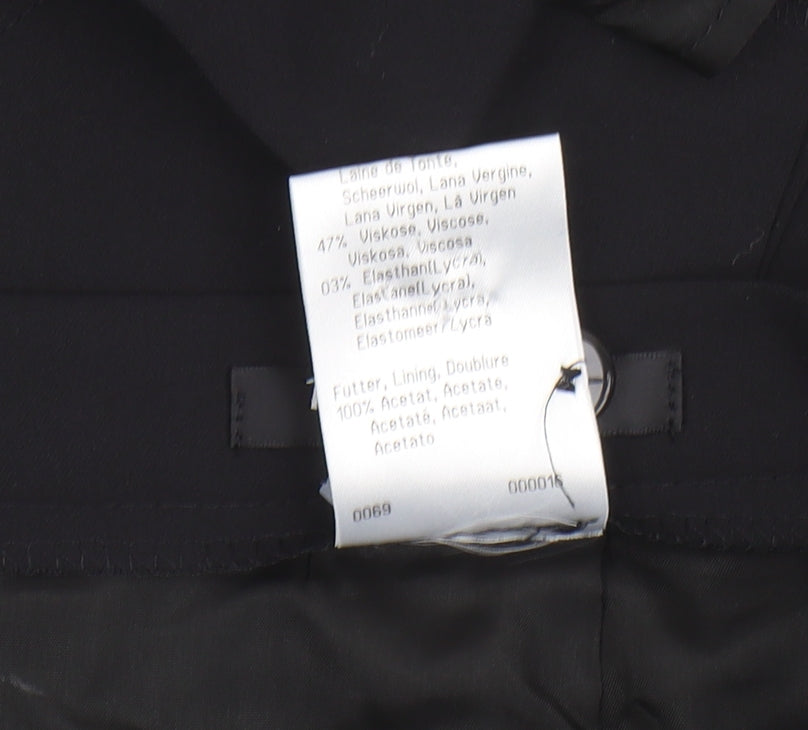 Laine de Tonte,
Scheerwol, Lana Vergine,
Lana Virgen, Lã Virgen
47% Viskose, Viscose,
Viskosa, Viscosa
03% Elasthan(Lycra),
Elastane(Lycra),
Elasthanne(Lycra,
Elastomeer/Lycra
Futter, Lining, Doublure
100% Acetat, Acetate,
Acetaté, Acetaat,
Acetato
000016
0069